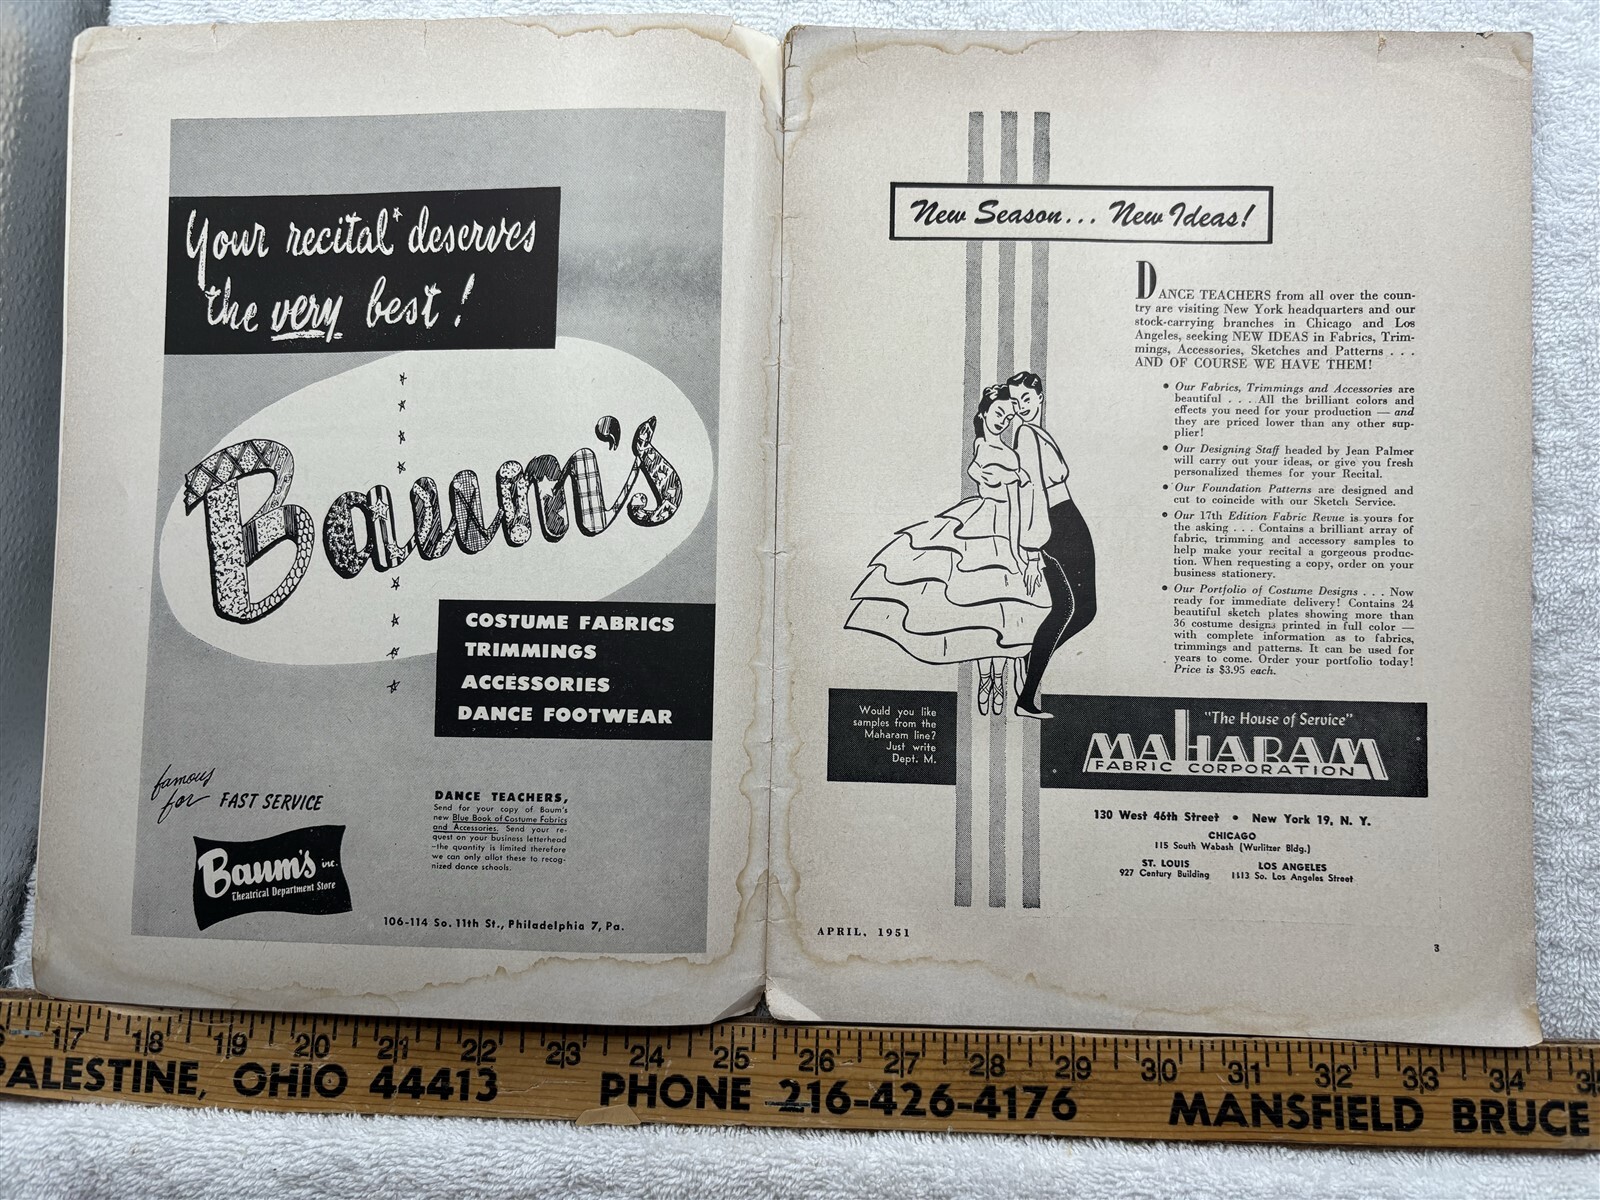 Your recital* deserves
the very best!
Baum's
COSTUME FABRICS
TRIMMINGS
ACCESSORIES
DANCE FOOTWEAR
famous
for FAST SERVICE
Baum's inc.
Theatrical Department Store
DANCE TEACHERS,
Send for your copy of Baum's
new Blue Book of Costume Fabrics
and Accessories. Send your re-
quest on your business letterhead
—the quantity is limited therefore
we can only allot these to recog-
nized dance schools.
106-114 So. 11th St., Philadelphia 7, Pa.
New Season... New Ideas!
DANCE TEACHERS from all over the coun-
try are visiting New York headquarters and our
stock-carrying branches in Chicago and Los
Angeles, seeking NEW IDEAS in Fabrics, Trim-
mings, Accessories, Sketches and Patterns . . .
AND OF COURSE WE HAVE THEM!
• Our Fabrics, Trimmings and Accessories are
beautiful . . . All the brilliant colors and
effects you need for your production — and
they are priced lower than any other sup-
plier!
• Our Designing Staff headed by Jean Palmer
will carry out your ideas, or give you fresh
personalized themes for your Recital.
• Our Foundation Patterns are designed and
cut to coincide with our Sketch Service.
• Our 17th Edition Fabric Revue is yours for
the asking . . . Contains a brilliant array of
fabric, trimming and accessory samples to
help make your recital a gorgeous produc-
tion. When requesting a copy, order on your
business stationery.
• Our Portfolio of Costume Designs . . . Now
ready for immediate delivery! Contains 24
beautiful sketch plates showing more than
36 costume designs printed in full color —
with complete information as to fabrics,
trimmings and patterns. It can be used for
years to come. Order your portfolio today!
Price is $3.95 each.
Would you like
samples from the
Maharam line?
Just write
Dept. M.
"The House of Service"
MAHARAM
FABRIC CORPORATION
130 West 46th Street • New York 19, N. Y.
CHICAGO
115 South Wabash (Wurlitzer Bldg.)
ST. LOUIS
927 Century Building
LOS ANGELES
1113 So. Los Angeles Street
APRIL, 1951
3
17 18 19 20 21 22 23 24 25 26 27 28 29 30 31 32 33 34
PALESTINE, OHIO 44413 PHONE 216-426-4176 MANSFIELD BRUCE